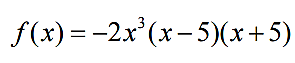 f(x) = −2x³(x−5)(x+5)